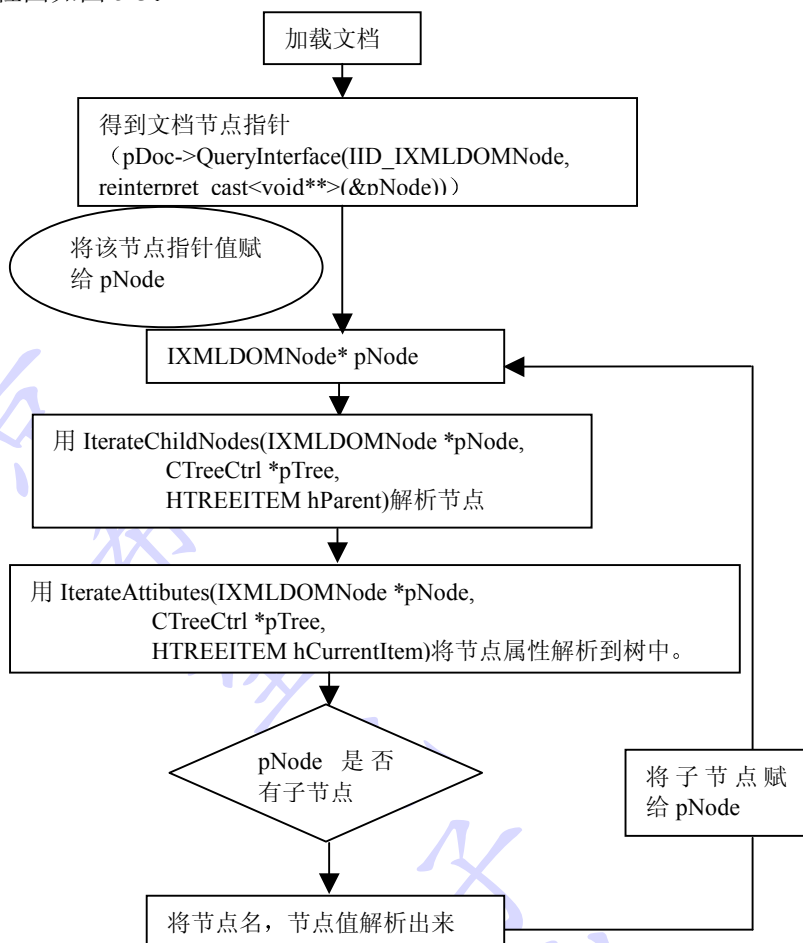 加载文档
得到文档节点指针
（pDoc->QueryInterface(IID_IXMLDOMNode,
reinterpret_cast<void**>(&pNode))）
将该节点指针值赋
给 pNode
IXMLDOMNode* pNode
用 IterateChildNodes(IXMLDOMNode *pNode,
CTreeCtrl *pTree,
HTREEITEM hParent)解析节点
用 IterateAttibutes(IXMLDOMNode *pNode,
CTreeCtrl *pTree,
HTREEITEM hCurrentItem)将节点属性解析到树中。
pNode 是否
有子节点
将子节点赋
给 pNode
将节点名，节点值解析出来